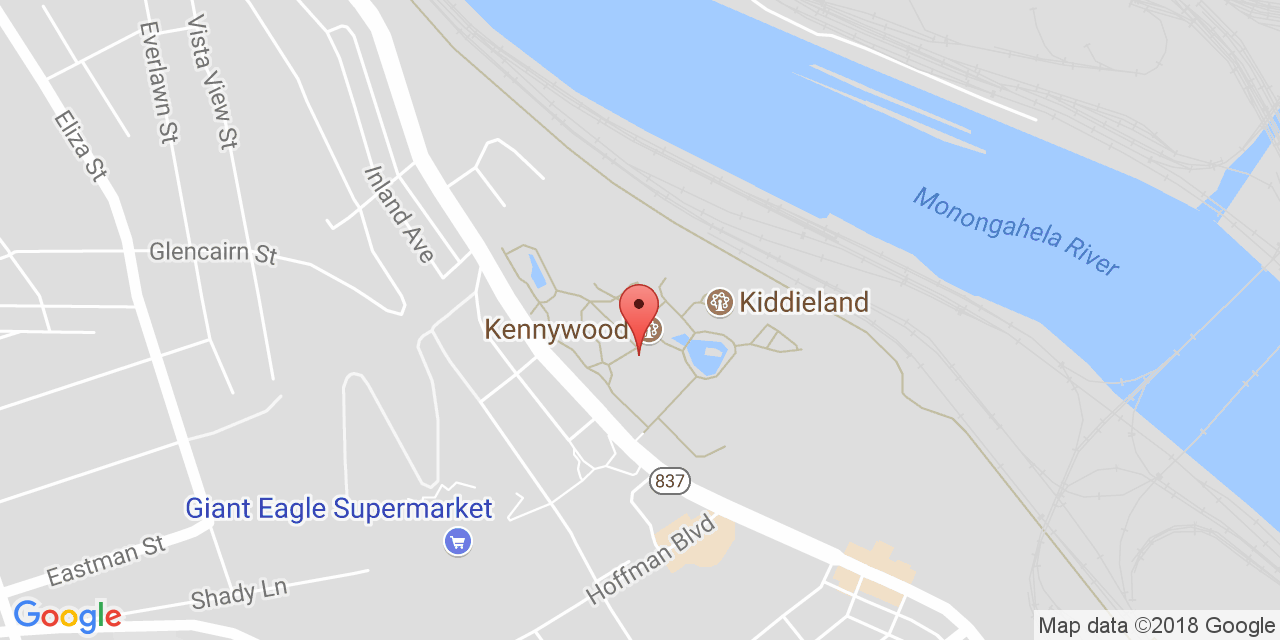 Everlawn St
Vista View St
Eliza St
Inland Ave
Glencairn St
Monongahela River
Kiddieland
Kennywood
837
Giant Eagle Supermarket
Hoffman Blvd
Eastman St
Shady Ln
Google
Map data ©2018 Google